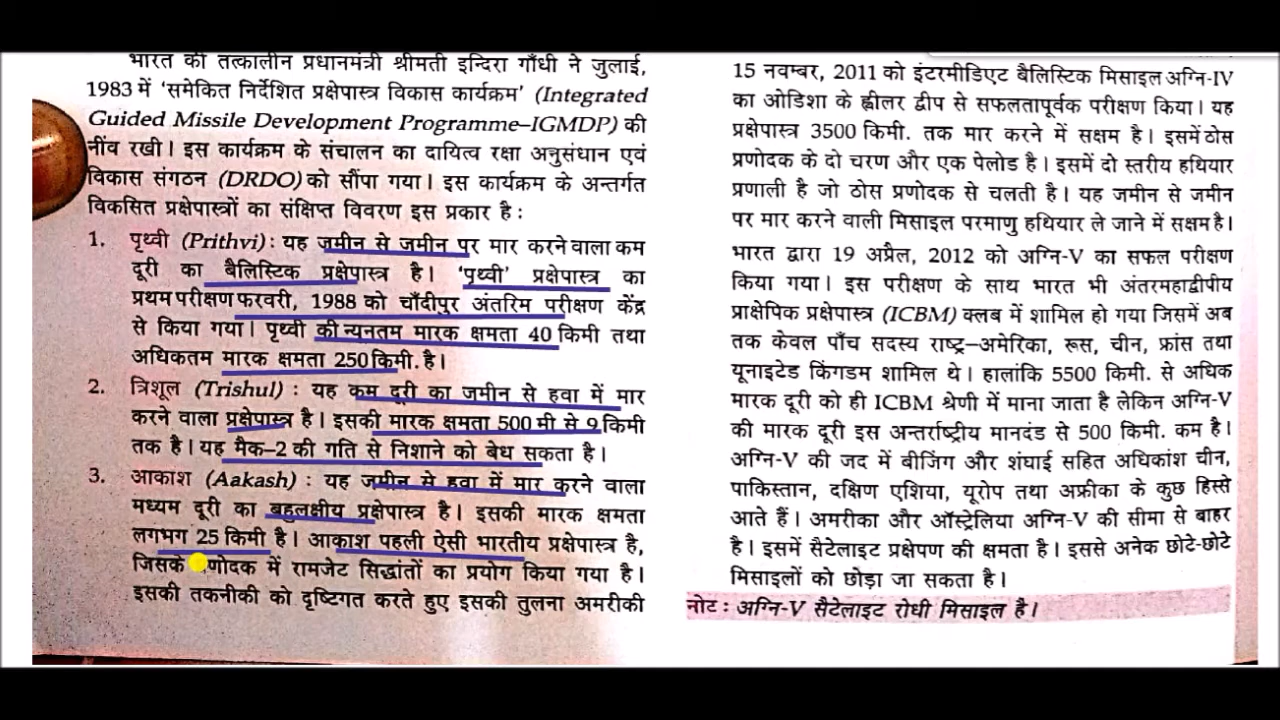 भारत की तत्कालीन प्रधानमंत्री श्रीमती इन्दिरा गाँधी ने जुलाई,
1983 में ‘समेकित निर्देशित प्रक्षेपास्त्र विकास कार्यक्रम’ (Integrated
Guided Missile Development Programme–IGMDP) की
नींव रखी। इस कार्यक्रम के संचालन का दायित्व रक्षा अनुसंधान एवं
विकास संगठन (DRDO) को सौंपा गया। इस कार्यक्रम के अन्तर्गत
विकसित प्रक्षेपास्त्रों का संक्षिप्त विवरण इस प्रकार है :
1. पृथ्वी (Prithvi) : यह जमीन से जमीन पर मार करने वाला कम
दूरी का बैलिस्टिक प्रक्षेपास्त्र है। ‘पृथ्वी’ प्रक्षेपास्त्र का
प्रथम परीक्षण फरवरी, 1988 को चाँदीपुर अंतरिम परीक्षण केंद्र
से किया गया। पृथ्वी की न्यनतम मारक क्षमता 40 किमी तथा
अधिकतम मारक क्षमता 250 किमी. है।
2. त्रिशूल (Trishul) : यह कम दूरी का जमीन से हवा में मार
करने वाला प्रक्षेपास्त्र है। इसकी मारक क्षमता 500 मी से 9 किमी
तक है। यह मैक–2 की गति से निशाने को बेध सकता है।
3. आकाश (Aakash) : यह जमीन से हवा में मार करने वाला
मध्यम दूरी का बहुलक्षीय प्रक्षेपास्त्र है। इसकी मारक क्षमता
लगभग 25 किमी है। आकाश पहली ऐसी भारतीय प्रक्षेपास्त्र है,
जिसके में रामजेट सिद्धांतों का प्रयोग किया गया है।
इसकी तकनीकी को दृष्टिगत करते हुए इसकी तुलना अमरीकी
15 नवम्बर, 2011 को इंटरमीडिएट बैलिस्टिक मिसाइल अग्नि-IV
का ओडिशा के ह्वीलर द्वीप से सफलतापूर्वक परीक्षण किया। यह
प्रक्षेपास्त्र 3500 किमी. तक मार करने में सक्षम है। इसमें ठोस
प्रणोदक के दो चरण और एक पेलोड है। इसमें दो स्तरीय हथियार
प्रणाली है जो ठोस प्रणोदक से चलती है। यह जमीन से जमीन
पर मार करने वाली मिसाइल परमाणु हथियार ले जाने में सक्षम है।
भारत द्वारा 19 अप्रैल, 2012 को अग्नि-V का सफल परीक्षण
किया गया। इस परीक्षण के साथ भारत भी अंतरमहाद्वीपीय
प्राक्षेपिक प्रक्षेपास्त्र (ICBM) क्लब में शामिल हो गया जिसमें अब
तक केवल पाँच सदस्य राष्ट्र–अमेरिका, रूस, चीन, फ्रांस तथा
यूनाइटेड किंगडम शामिल थे। हालांकि 5500 किमी. से अधिक
मारक दूरी को ही ICBM श्रेणी में माना जाता है लेकिन अग्नि-V
की मारक दूरी इस अन्तर्राष्ट्रीय मानदंड से 500 किमी. कम है।
अग्नि-V की जद में बीजिंग और शंघाई सहित अधिकांश चीन,
पाकिस्तान, दक्षिण एशिया, यूरोप तथा अफ्रीका के कुछ हिस्से
आते हैं। अमरीका और ऑस्ट्रेलिया अग्नि-V की सीमा से बाहर
है। इसमें सैटेलाइट प्रक्षेपण की क्षमता है। इससे अनेक छोटे-छोटे
मिसाइलों को छोड़ा जा सकता है।
नोट : अग्नि-V सैटेलाइट रोधी मिसाइल है।